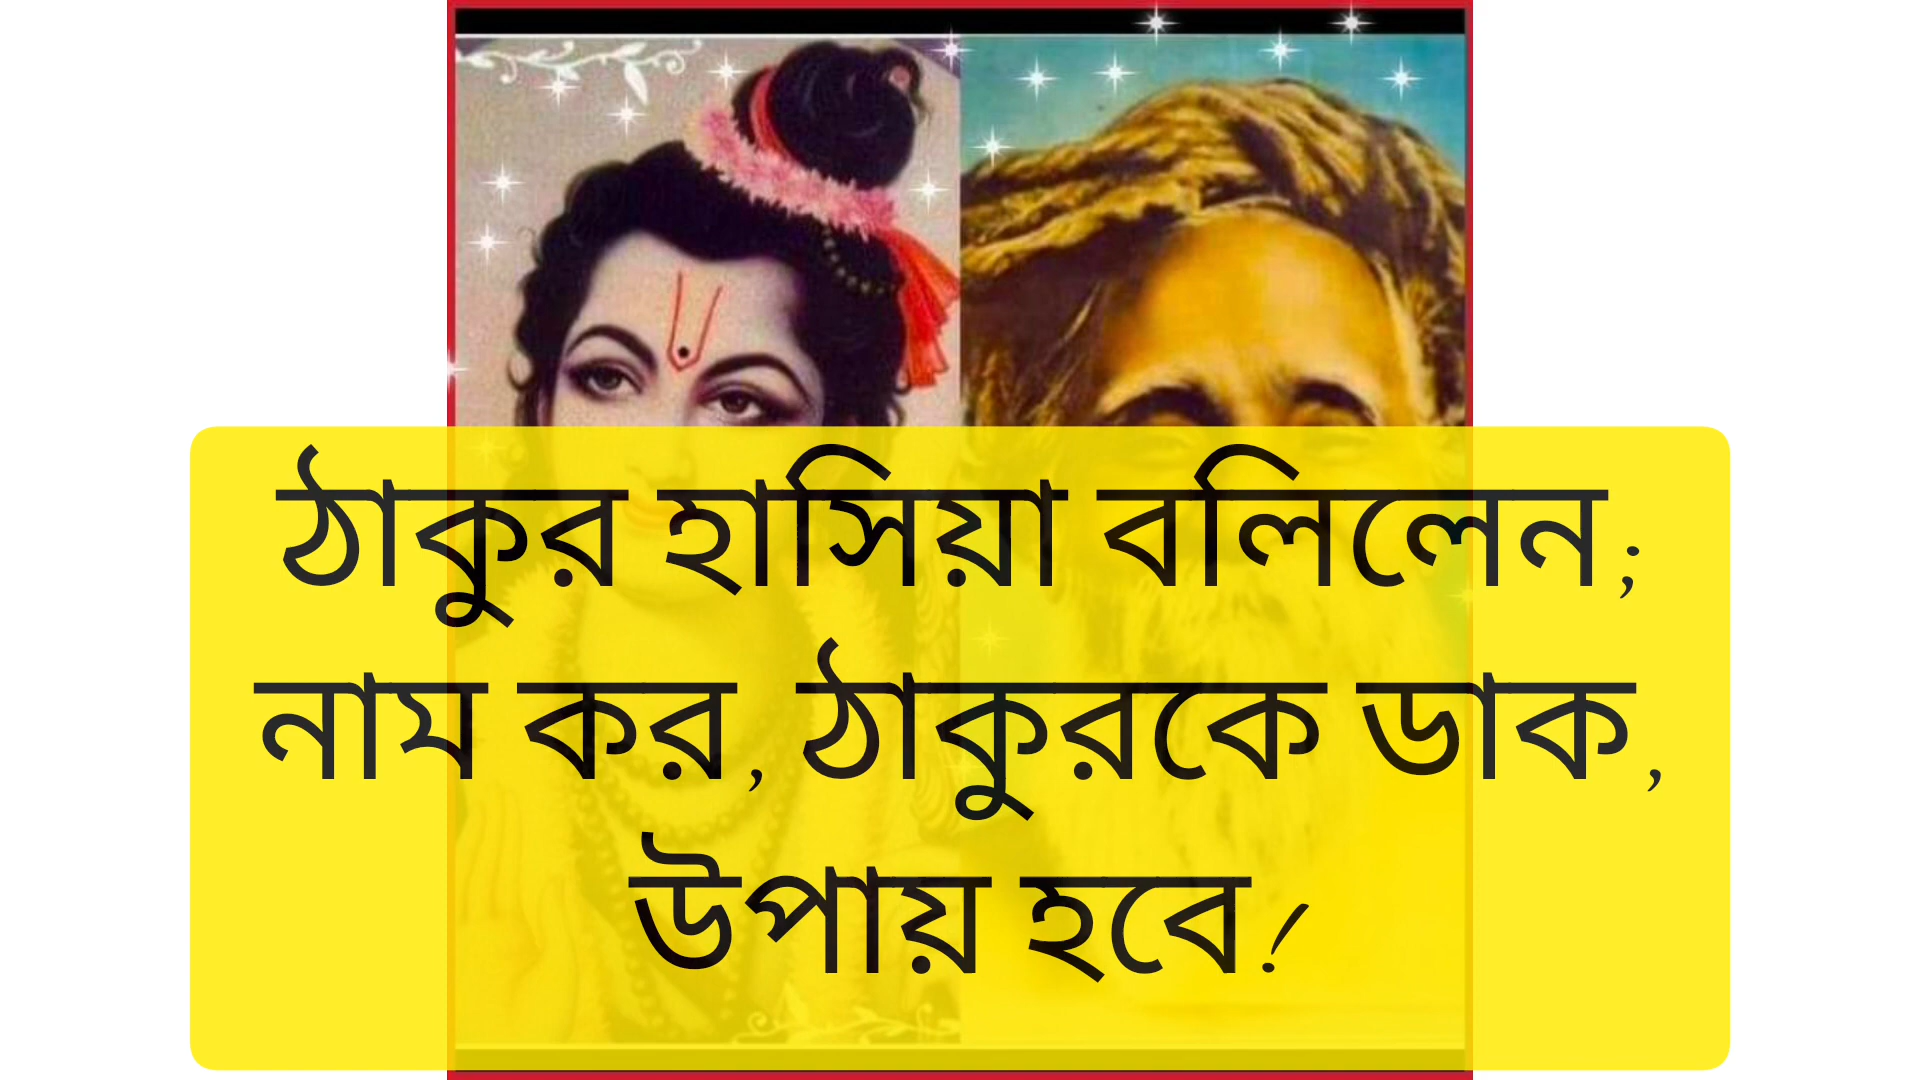 ঠাকুর হাসিয়া বলিলেন;
নাম কর, ঠাকুরকে ডাক,
উপায় হবে!